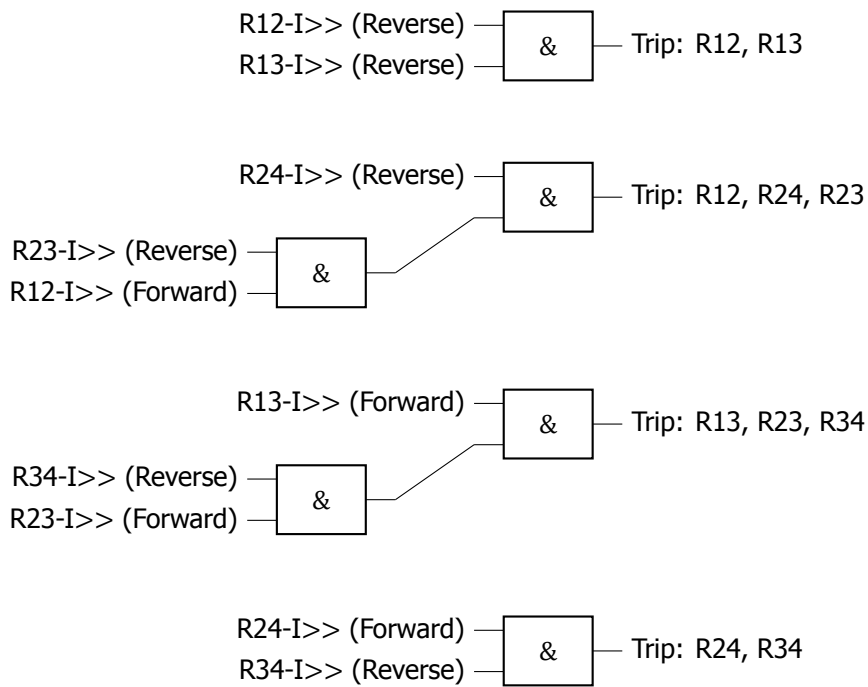 R12-I>> (Reverse)
R13-I>> (Reverse)
&
Trip: R12, R13
R24-I>> (Reverse)
&
Trip: R12, R24, R23
R23-I>> (Reverse)
R12-I>> (Forward)
&
R13-I>> (Forward)
&
Trip: R13, R23, R34
R34-I>> (Reverse)
R23-I>> (Forward)
&
R24-I>> (Forward)
R34-I>> (Reverse)
&
Trip: R24, R34